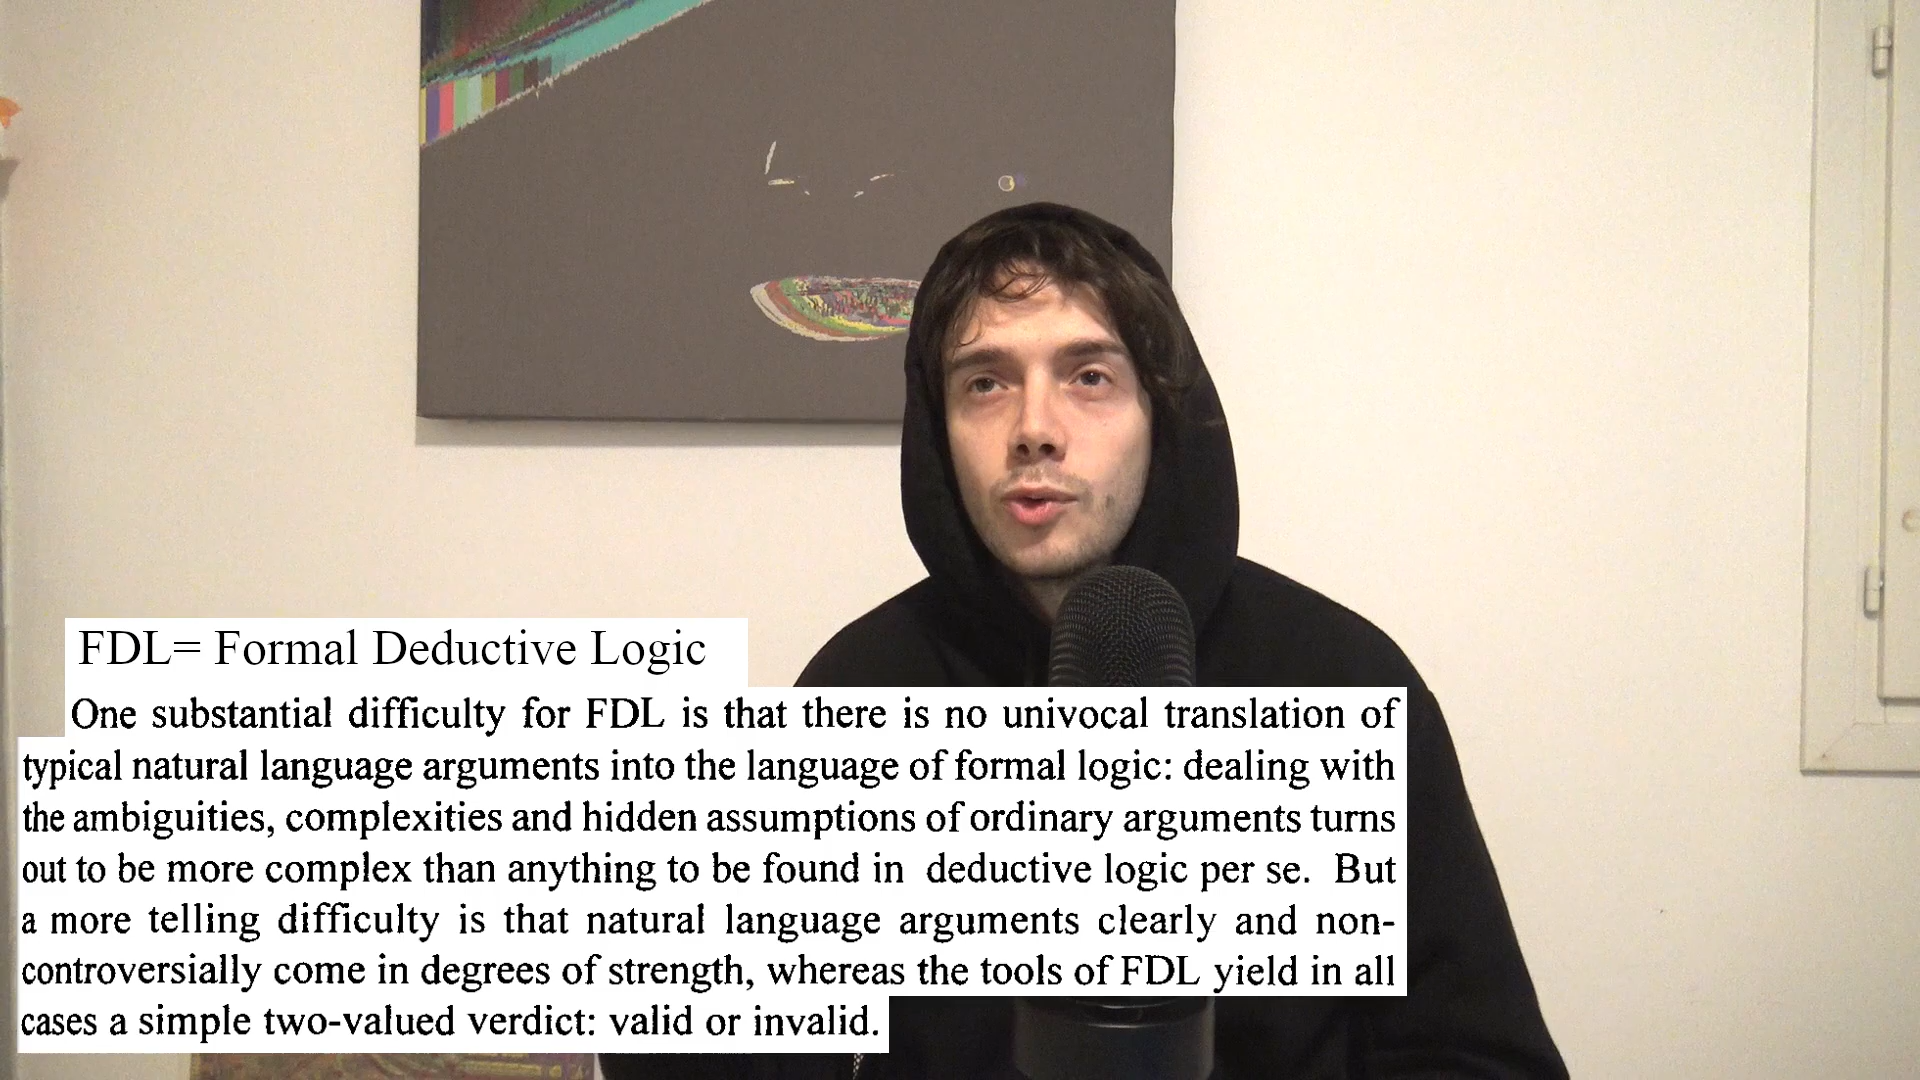 FDL= Formal Deductive Logic
One substantial difficulty for FDL is that there is no univocal translation of
typical natural language arguments into the language of formal logic: dealing with
the ambiguities, complexities and hidden assumptions of ordinary arguments turns
out to be more complex than anything to be found in deductive logic per se. But
a more telling difficulty is that natural language arguments clearly and non-
controversially come in degrees of strength, whereas the tools of FDL yield in all
cases a simple two-valued verdict: valid or invalid.